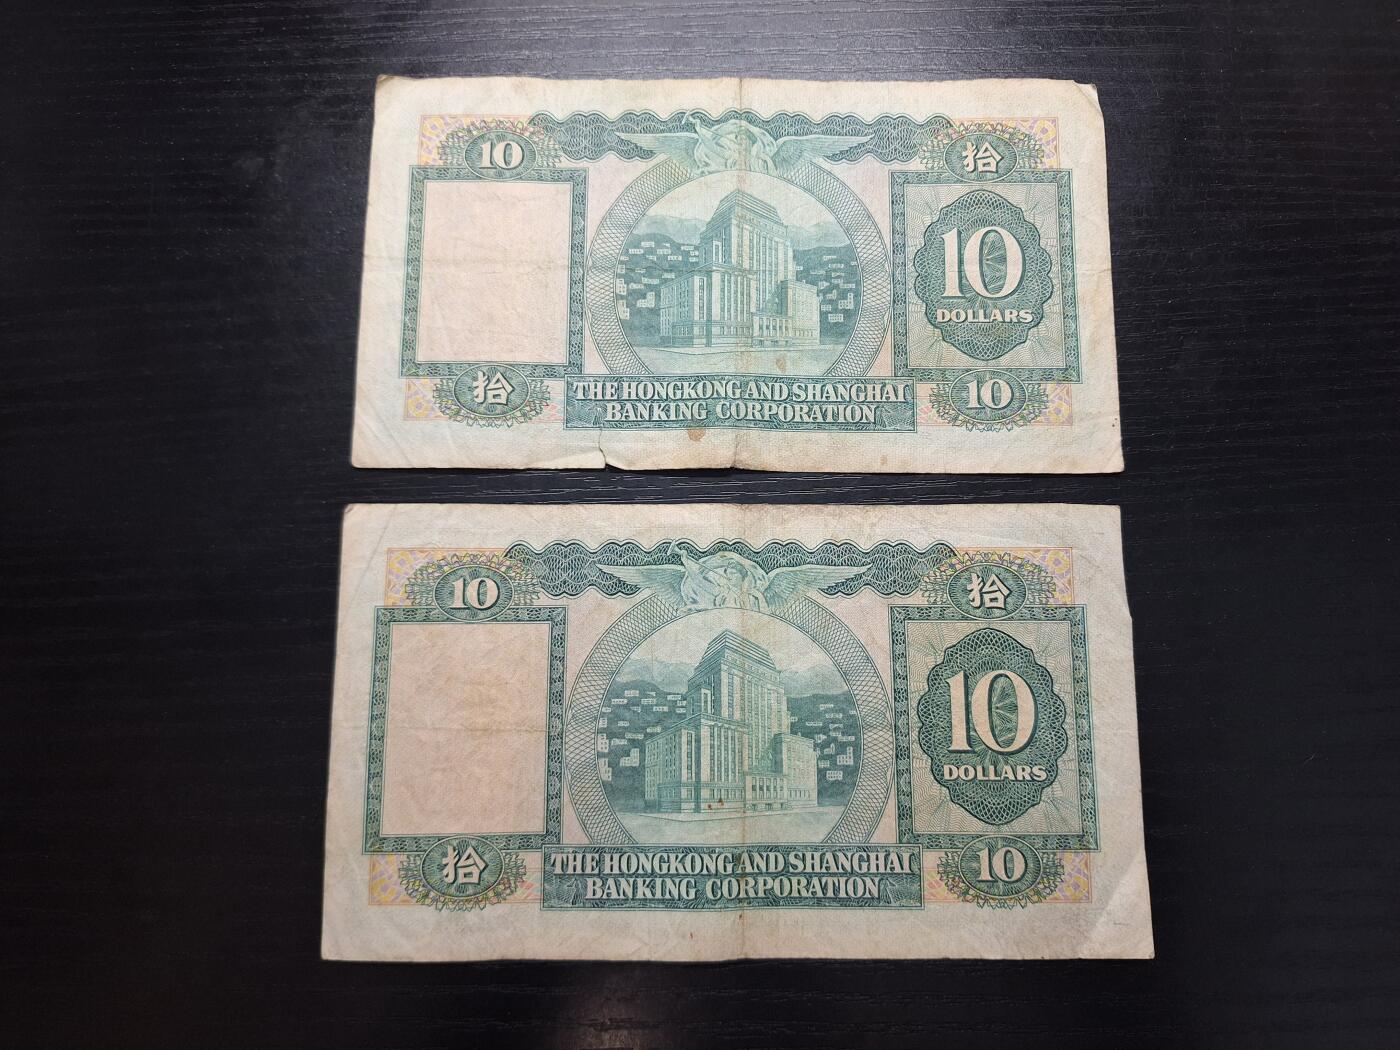 10
拾
10
DOLLARS
拾
THE HONGKONG AND SHANGHAI
BANKING CORPORATION
10
10
拾
10
DOLLARS
拾
THE HONGKONG AND SHANGHAI
BANKING CORPORATION
10